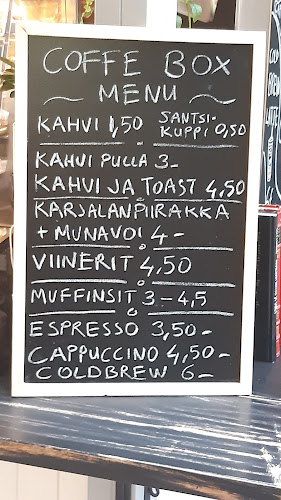 COFFE BOX
~ MENU ~
KAHVI 1,50 SANTSI-
KUPPI 0,50
KAHVI PULLA 3-
KAHVI JA TOAST 4,50
KARJALANPIIRAKKA
+ MUNAVOI 4-
VIINERIT 4,50
MUFFINSIT 3-4,5
ESPRESSO 3,50-
CAPPUCCINO 4,50-
COLDBREW 6-